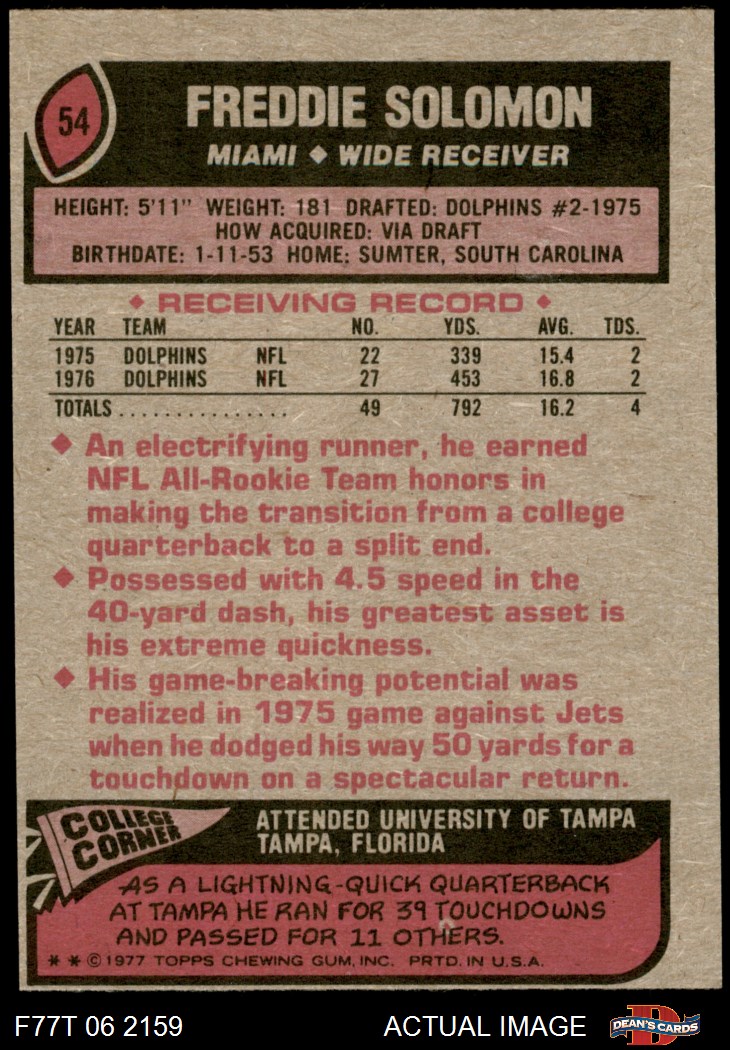 54
FREDDIE SOLOMON
MIAMI ◆ WIDE RECEIVER
HEIGHT: 5'11" WEIGHT: 181 DRAFTED: DOLPHINS #2-1975
HOW ACQUIRED: VIA DRAFT
BIRTHDATE: 1-11-53 HOME: SUMTER, SOUTH CAROLINA
◆ RECEIVING RECORD ◆
YEAR TEAM NO. YDS. AVG. TDS.
1975 DOLPHINS NFL 22 339 15.4 2
1976 DOLPHINS NFL 27 453 16.8 2
TOTALS ................ 49 792 16.2 4
◆ An electrifying runner, he earned
NFL All-Rookie Team honors in
making the transition from a college
quarterback to a split end.
◆ Possessed with 4.5 speed in the
40-yard dash, his greatest asset is
his extreme quickness.
◆ His game-breaking potential was
realized in 1975 game against Jets
when he dodged his way 50 yards for a
touchdown on a spectacular return.
COLLEGE
CORNER
ATTENDED UNIVERSITY OF TAMPA
TAMPA, FLORIDA
AS A LIGHTNING-QUICK QUARTERBACK
AT TAMPA HE RAN FOR 39 TOUCHDOWNS
AND PASSED FOR 11 OTHERS.
* * © 1977 TOPPS CHEWING GUM, INC. PRTD. IN U.S.A.
F77T 06 2159 ACTUAL IMAGE D DEAN'S CARDS